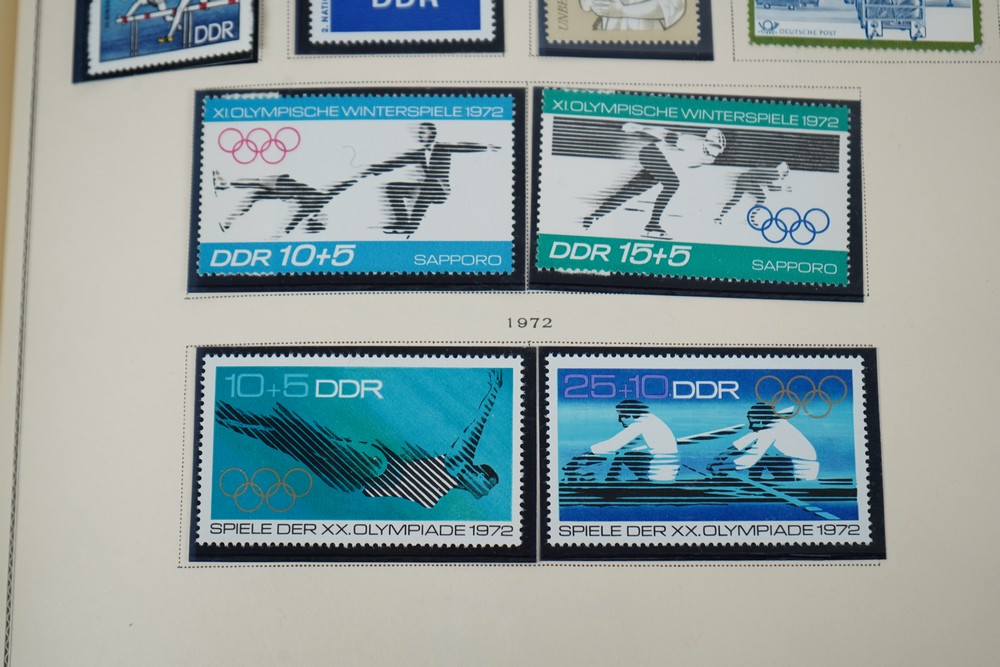 DDR
DDR
DEUTSCHE POST
XI. OLYMPISCHE WINTERSPIELE 1972
DDR 10+5
SAPPORO
XI. OLYMPISCHE WINTERSPIELE 1972
DDR 15+5
SAPPORO
1972
10+5 DDR
SPIELE DER XX. OLYMPIADE 1972
25+10 DDR
SPIELE DER XX. OLYMPIADE 1972